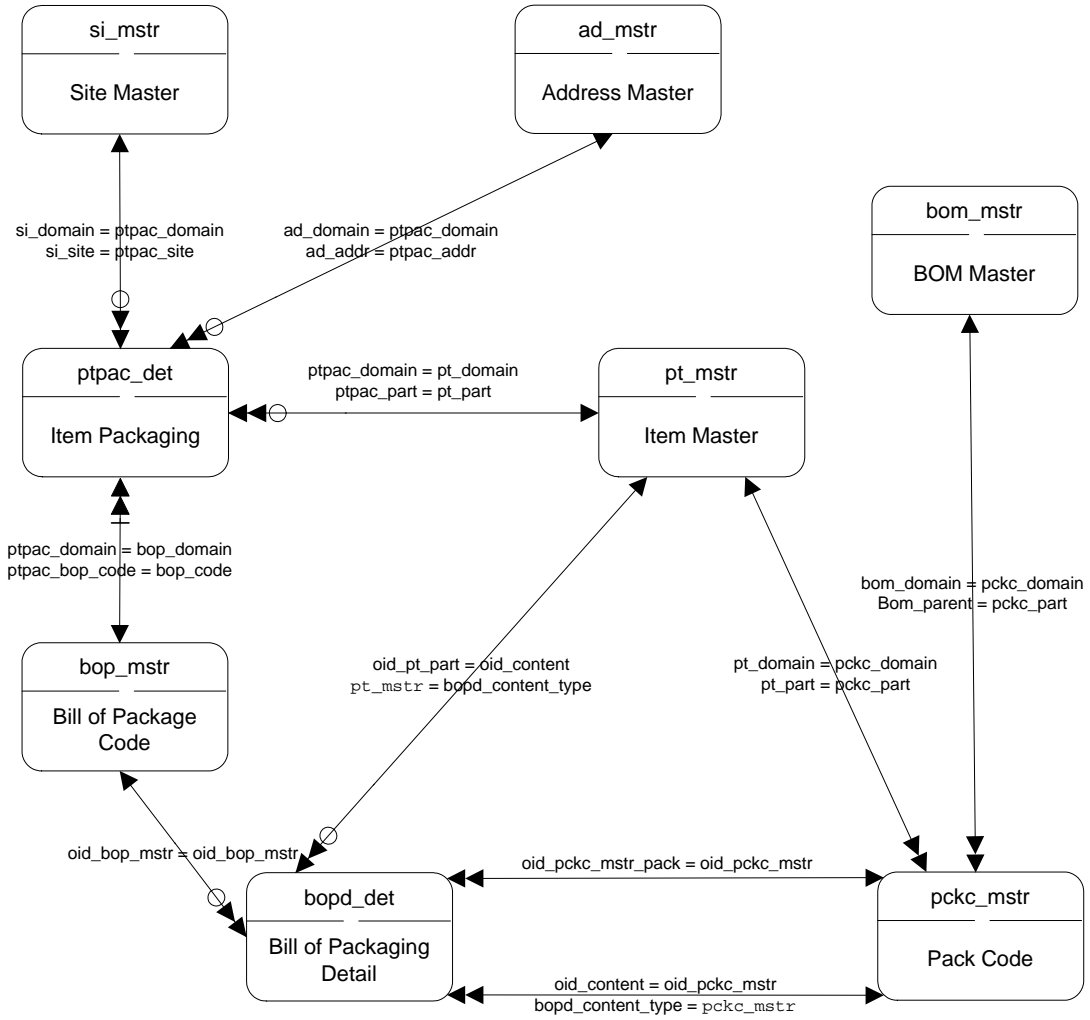 si_mstr
Site Master
ad_mstr
Address Master
bom_mstr
BOM Master
si_domain = ptpac_domain
si_site = ptpac_site
ad_domain = ptpac_domain
ad_addr = ptpac_addr
ptpac_det
Item Packaging
ptpac_domain = pt_domain
ptpac_part = pt_part
pt_mstr
Item Master
ptpac_domain = bop_domain
ptpac_bop_code = bop_code
bom_domain = pckc_domain
Bom_parent = pckc_part
bop_mstr
Bill of Package
Code
oid_pt_part = oid_content
pt_mstr = bopd_content_type
pt_domain = pckc_domain
pt_part = pckc_part
oid_bop_mstr = oid_bop_mstr
bopd_det
Bill of Packaging
Detail
oid_pckc_mstr_pack = oid_pckc_mstr
pckc_mstr
Pack Code
oid_content = oid_pckc_mstr
bopd_content_type = pckc_mstr